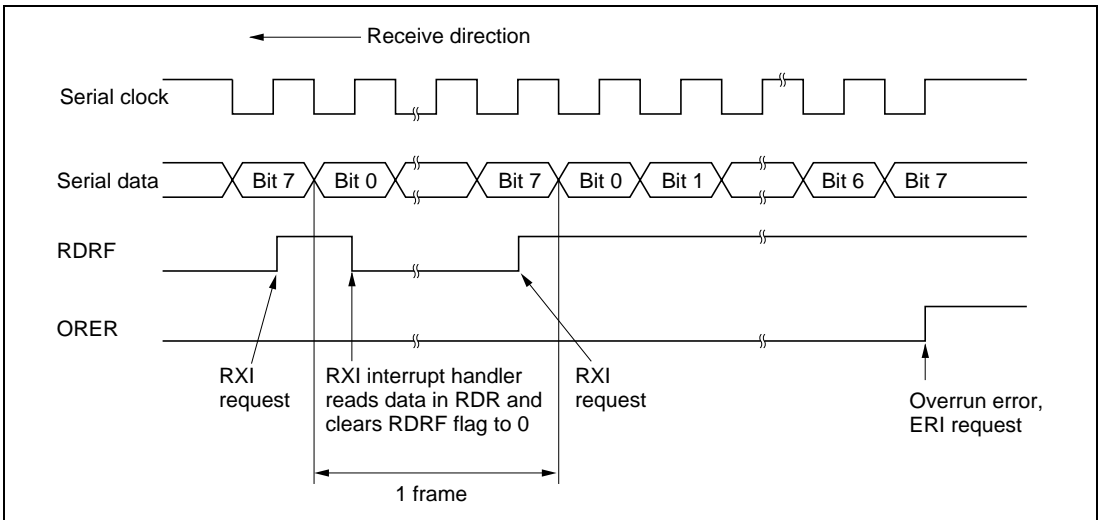 Receive direction
Serial clock
Serial data
Bit 7 Bit 0 Bit 7 Bit 0 Bit 1 Bit 6 Bit 7
RDRF
ORER
RXI
request
RXI interrupt handler
reads data in RDR and
clears RDRF flag to 0
RXI
request
Overrun error,
ERI request
1 frame